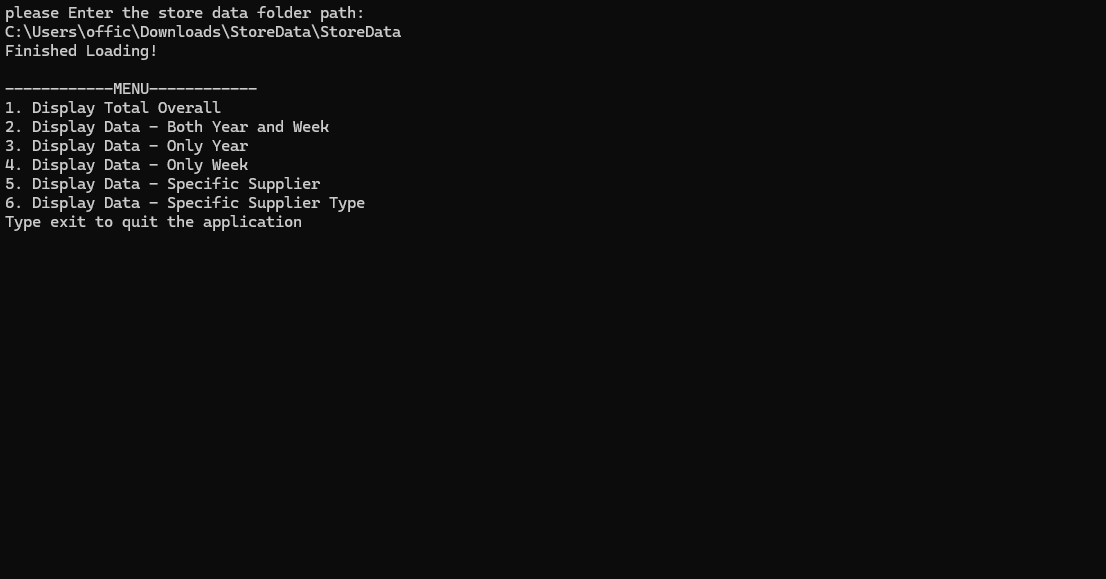 please Enter the store data folder path:
C:\Users\offic\Downloads\StoreData\StoreData
Finished Loading!
------------MENU------------
1. Display Total Overall
2. Display Data - Both Year and Week
3. Display Data - Only Year
4. Display Data - Only Week
5. Display Data - Specific Supplier
6. Display Data - Specific Supplier Type
Type exit to quit the application